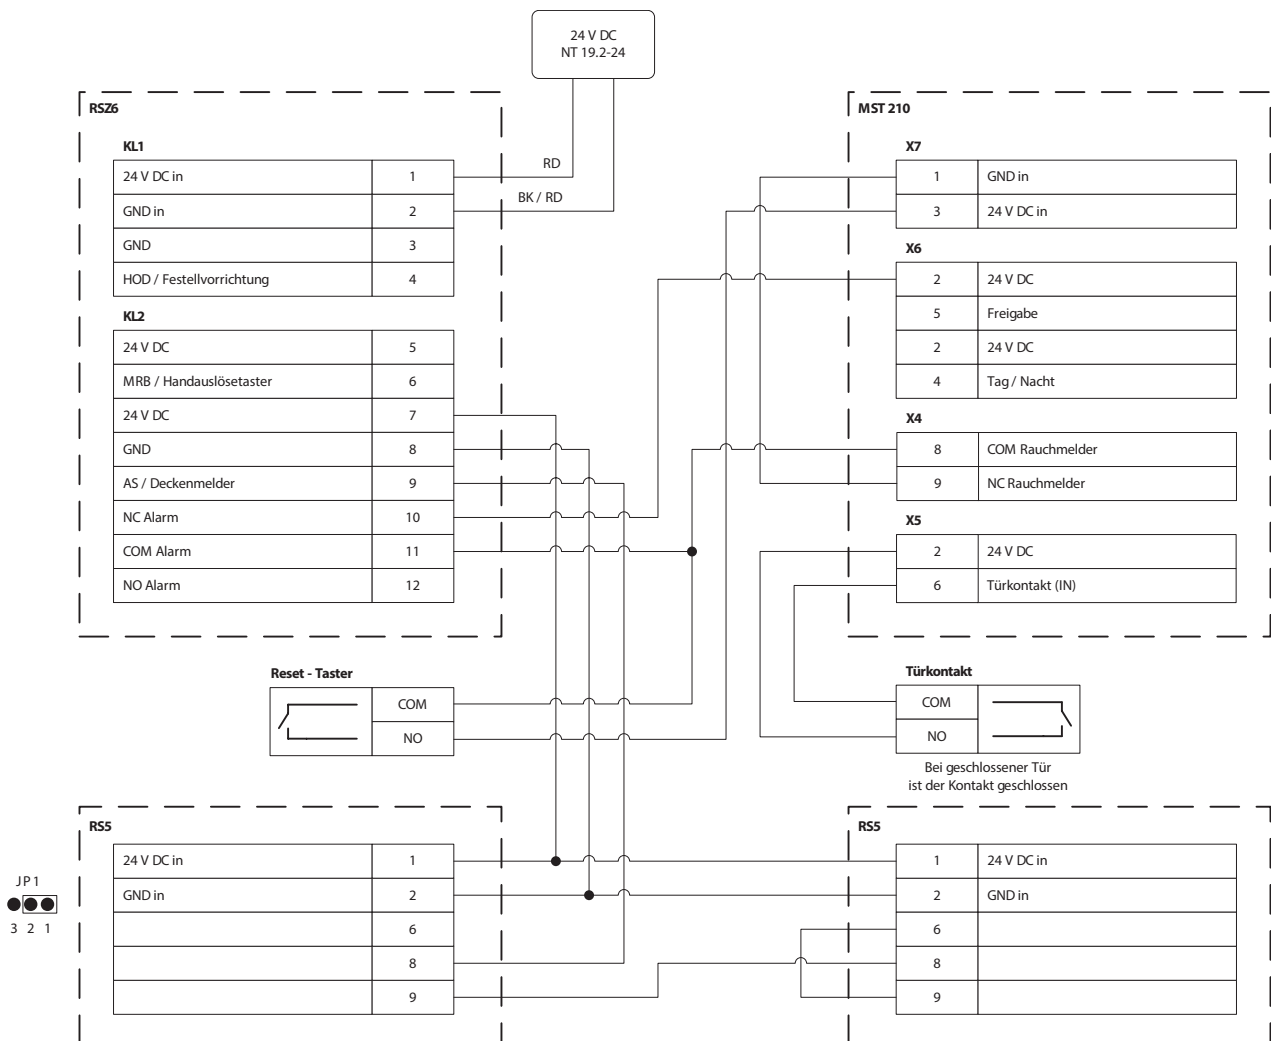 24 V DC
NT 19.2-24
RSZ6
KL1
24 V DC in 1
GND in 2
GND 3
HOD / Festellvorrichtung 4
RD
BK / RD
KL2
24 V DC 5
MRB / Handauslösetaster 6
24 V DC 7
GND 8
AS / Deckenmelder 9
NC Alarm 10
COM Alarm 11
NO Alarm 12
MST 210
X7
1 GND in
3 24 V DC in
X6
2 24 V DC
5 Freigabe
2 24 V DC
4 Tag / Nacht
X4
8 COM Rauchmelder
9 NC Rauchmelder
X5
2 24 V DC
6 Türkontakt (IN)
Reset - Taster
COM
NO
Türkontakt
COM
NO
Bei geschlossener Tür
ist der Kontakt geschlossen
JP1
3 2 1
RS5
24 V DC in 1
GND in 2
6
8
9
RS5
1 24 V DC in
2 GND in
6
8
9